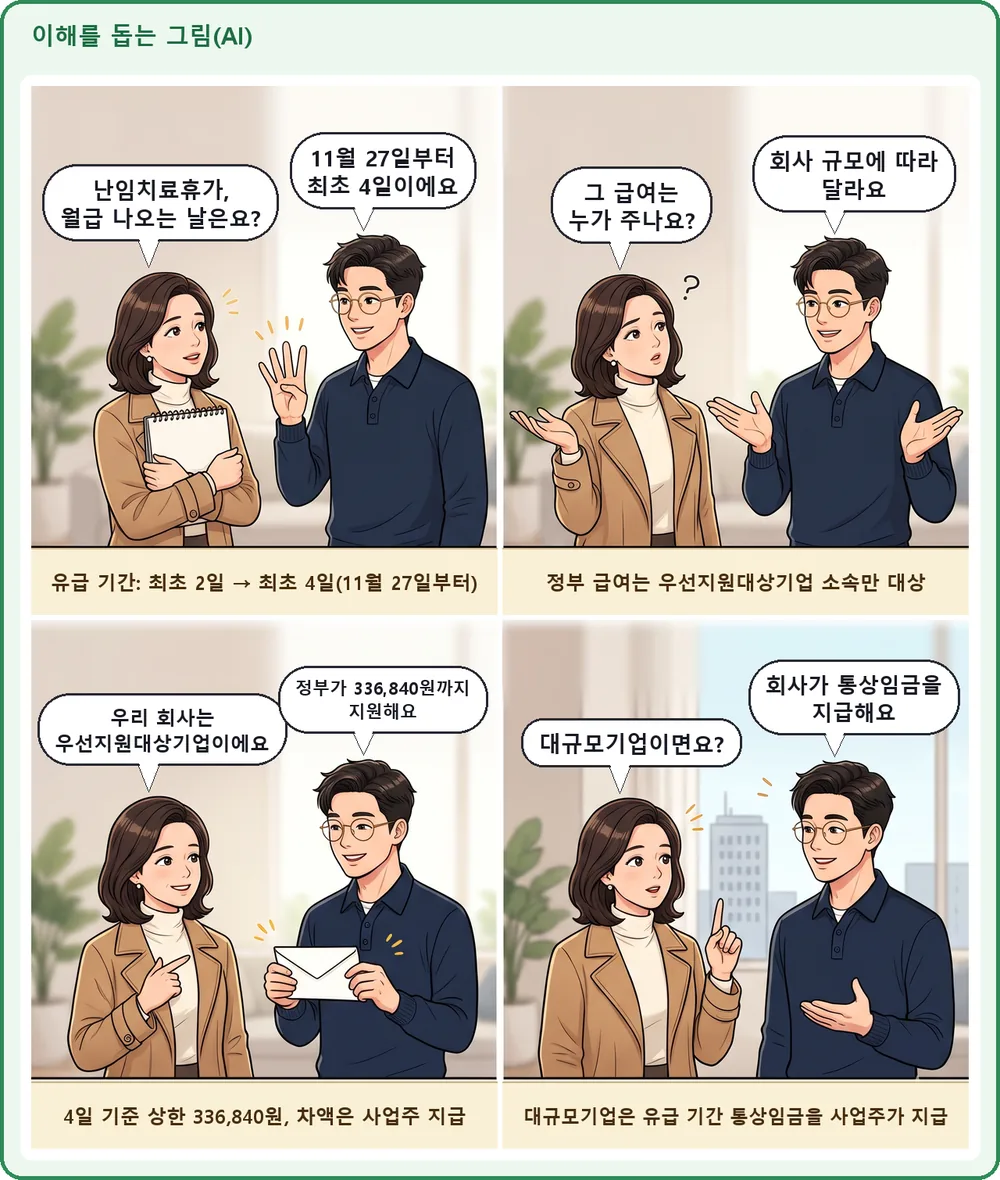 이해를 돕는 그림(AI)
난임치료휴가,
월급 나오는 날은요?
11월 27일부터
최초 4일이에요
유급 기간: 최초 2일 → 최초 4일(11월 27일부터)
그 급여는
누가 주나요?
회사 규모에 따라
달라요
?
정부 급여는 우선지원대상기업 소속만 대상
우리 회사는
우선지원대상기업이에요
정부가 336,840원까지
지원해요
4일 기준 상한 336,840원, 차액은 사업주 지급
대규모기업이면요?
회사가 통상임금을
지급해요
대규모기업은 유급 기간 통상임금을 사업주가 지급